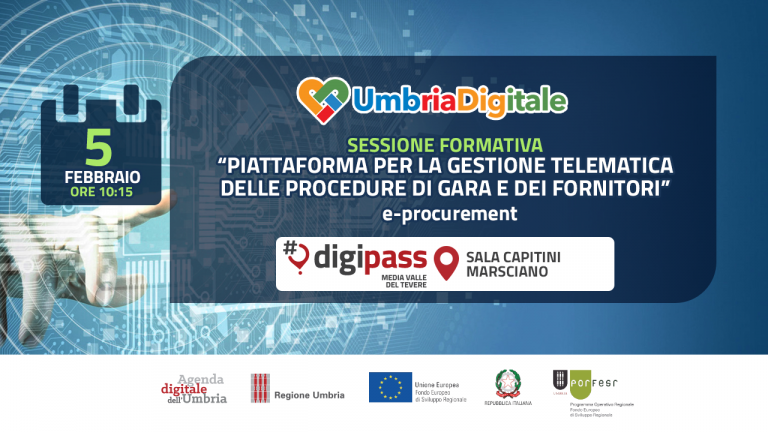 5
FEBBRAIO
ORE 10:15
UmbriaDigitale
SESSIONE FORMATIVA
“PIATTAFORMA PER LA GESTIONE TELEMATICA
DELLE PROCEDURE DI GARA E DEI FORNITORI”
e-procurement
#digipass
MEDIA VALLE
DEL TEVERE
SALA CAPITINI
MARSCIANO
Agenda
digitale
dell'Umbria
Regione Umbria
Unione Europea
Fondo Europeo
di Sviluppo Regionale
REPUBBLICA ITALIANA
porfesr
Programma Operativo Regionale
Fondo Europeo
di Sviluppo Regionale